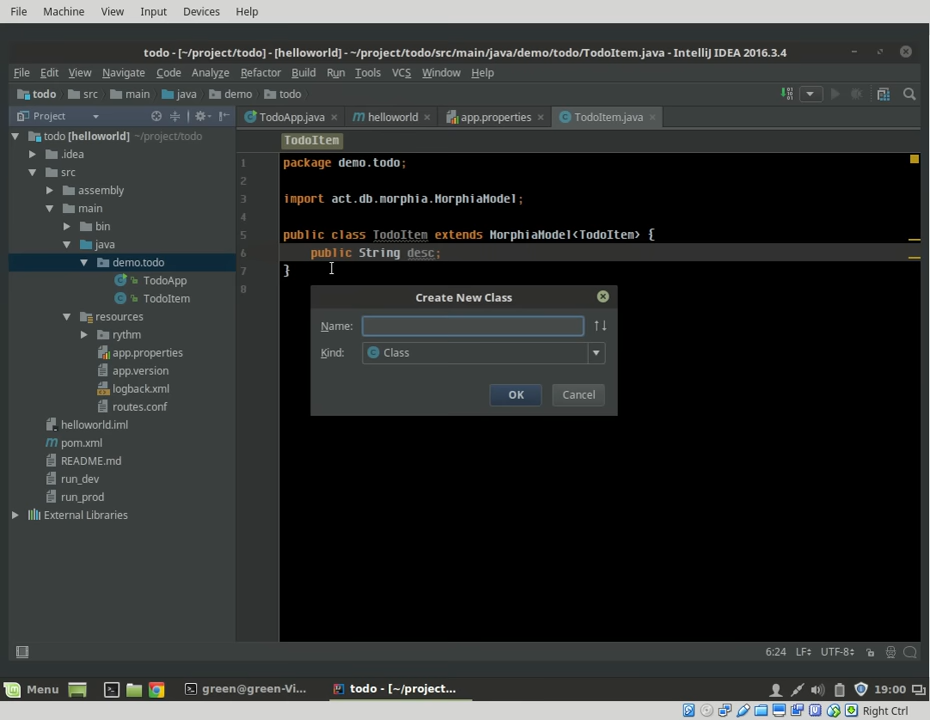 File Machine View Input Devices Help
todo - [~/project/todo] - [helloworld] - ~/project/todo/src/main/java/demo/todo/TodoItem.java - IntelliJ IDEA 2016.3.4
File Edit View Navigate Code Analyze Refactor Build Run Tools VCS Window Help
todo src main java demo todo
Project
TodoApp.java helloworld app.properties TodoItem.java
todo [helloworld] ~/project/todo
.idea
src
assembly
main
bin
java
demo.todo
TodoApp
TodoItem
resources
rythm
app.properties
app.version
logback.xml
routes.conf
helloworld.iml
pom.xml
README.md
run_dev
run_prod
External Libraries
TodoItem
1 package demo.todo;
2
3 import act.db.morphia.MorphiaModel;
4
5 public class TodoItem extends MorphiaModel<TodoItem> {
6 public String desc;
7 }
8
Create New Class
Name:
Kind: Class
OK Cancel
6:24 LF UTF-8
Menu green@green-Vi... todo - [~/project... 19:00
Right Ctrl